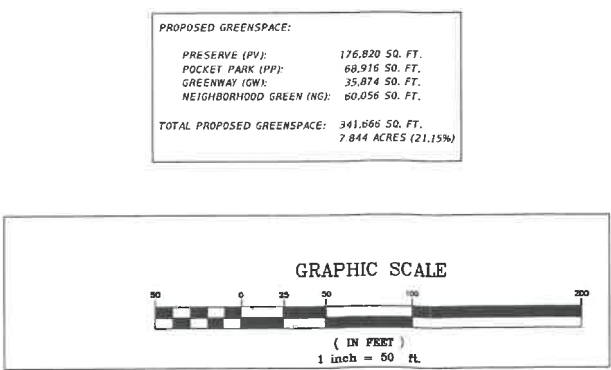 PROPOSED GREENSPACE:
PRESERVE (PV): 176,820 SQ. FT.
POCKET PARK (PP): 68,916 SQ. FT.
GREENWAY (GW): 35,874 SQ. FT.
NEIGHBORHOOD GREEN (NG): 60,056 SQ. FT.
TOTAL PROPOSED GREENSPACE: 341,666 SQ. FT.
7.844 ACRES (21.15%)
GRAPHIC SCALE
50 0 25 50 100 200
( IN FEET )
1 inch = 50 ft.